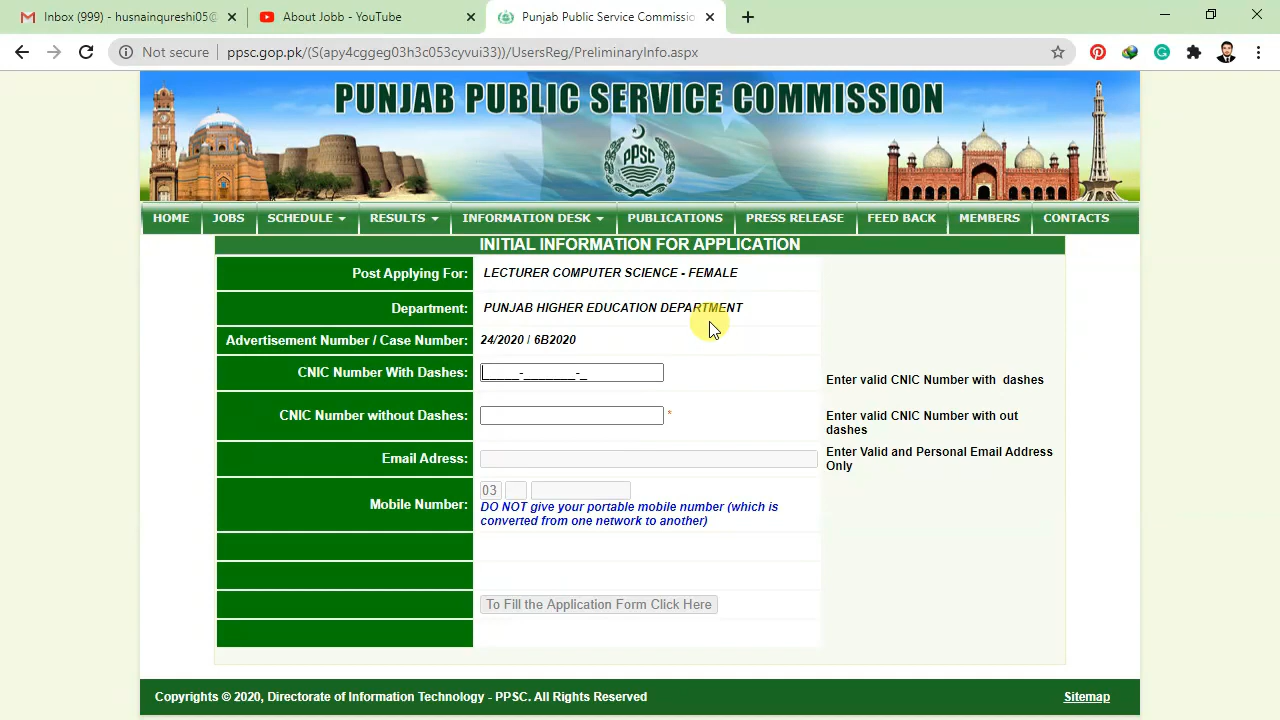 Inbox (999) - husnainqureshi05@
About Jobb - YouTube
Punjab Public Service Commissio
Not secure
ppsc.gop.pk/(S(apy4cggeg03h3c053cyvui33))/UsersReg/PreliminaryInfo.aspx
PUNJAB PUBLIC SERVICE COMMISSION
PPSC
HOME JOBS SCHEDULE RESULTS INFORMATION DESK PUBLICATIONS PRESS RELEASE FEED BACK MEMBERS CONTACTS
INITIAL INFORMATION FOR APPLICATION
Post Applying For: LECTURER COMPUTER SCIENCE - FEMALE
Department: PUNJAB HIGHER EDUCATION DEPARTMENT
Advertisement Number / Case Number: 24/2020 / 6B2020
CNIC Number With Dashes: _____-_______-_
Enter valid CNIC Number with dashes
CNIC Number without Dashes: *
Enter valid CNIC Number with out
dashes
Email Adress:
Enter Valid and Personal Email Address
Only
Mobile Number: 03
DO NOT give your portable mobile number (which is
converted from one network to another)
To Fill the Application Form Click Here
Copyrights © 2020, Directorate of Information Technology - PPSC. All Rights Reserved
Sitemap